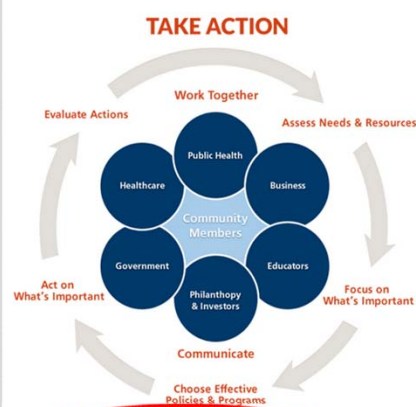 TAKE ACTION
Work Together
Evaluate Actions
Assess Needs & Resources
Public Health
Healthcare
Business
Community
Members
Government
Educators
Philanthopy
& Investors
Act on
What's Important
Focus on
What's Important
Communicate
Choose Effective
Policies & Programs